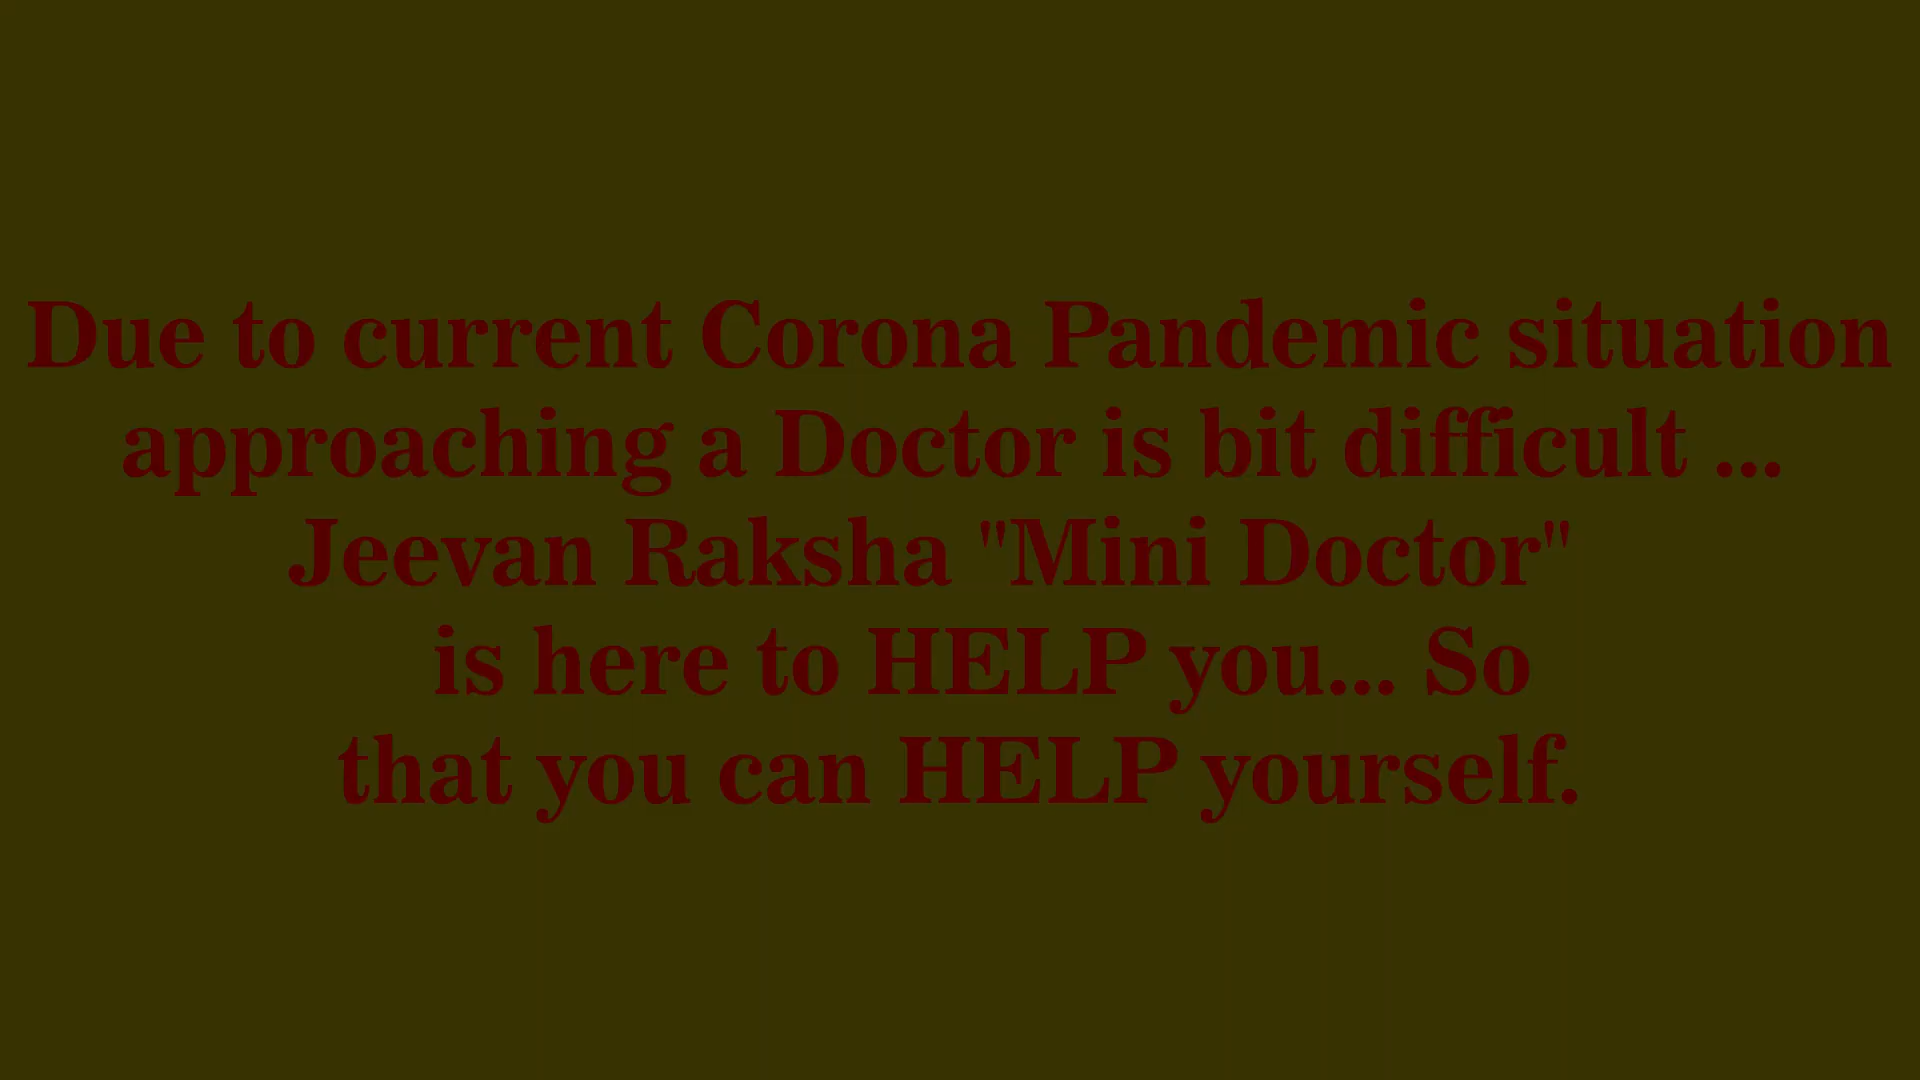 Due to current Corona Pandemic situation
approaching a Doctor is bit difficult ...
Jeevan Raksha "Mini Doctor"
is here to HELP you... So
that you can HELP yourself.